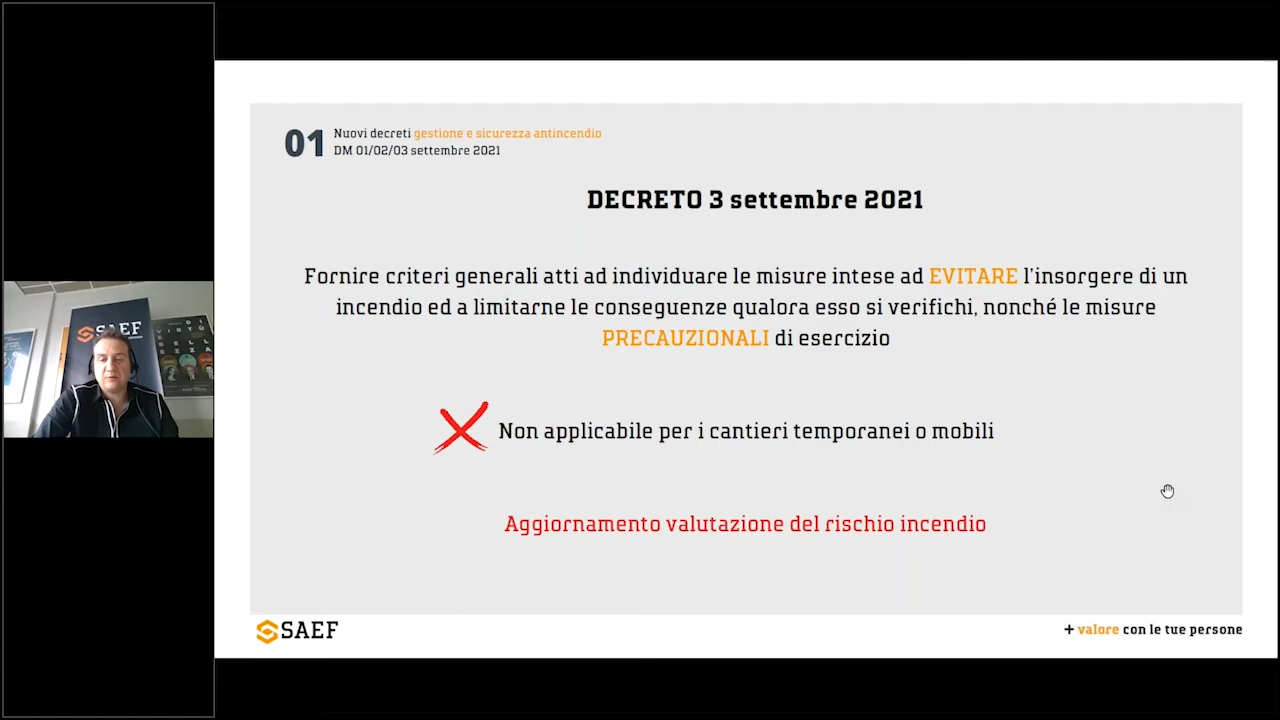 01
Nuovi decreti gestione e sicurezza antincendio
DM 01/02/03 settembre 2021
DECRETO 3 settembre 2021
Fornire criteri generali atti ad individuare le misure intese ad EVITARE l’insorgere di un
incendio ed a limitarne le conseguenze qualora esso si verifichi, nonché le misure
PRECAUZIONALI di esercizio
Non applicabile per i cantieri temporanei o mobili
Aggiornamento valutazione del rischio incendio
SAEF
+ valore con le tue persone
SAEF